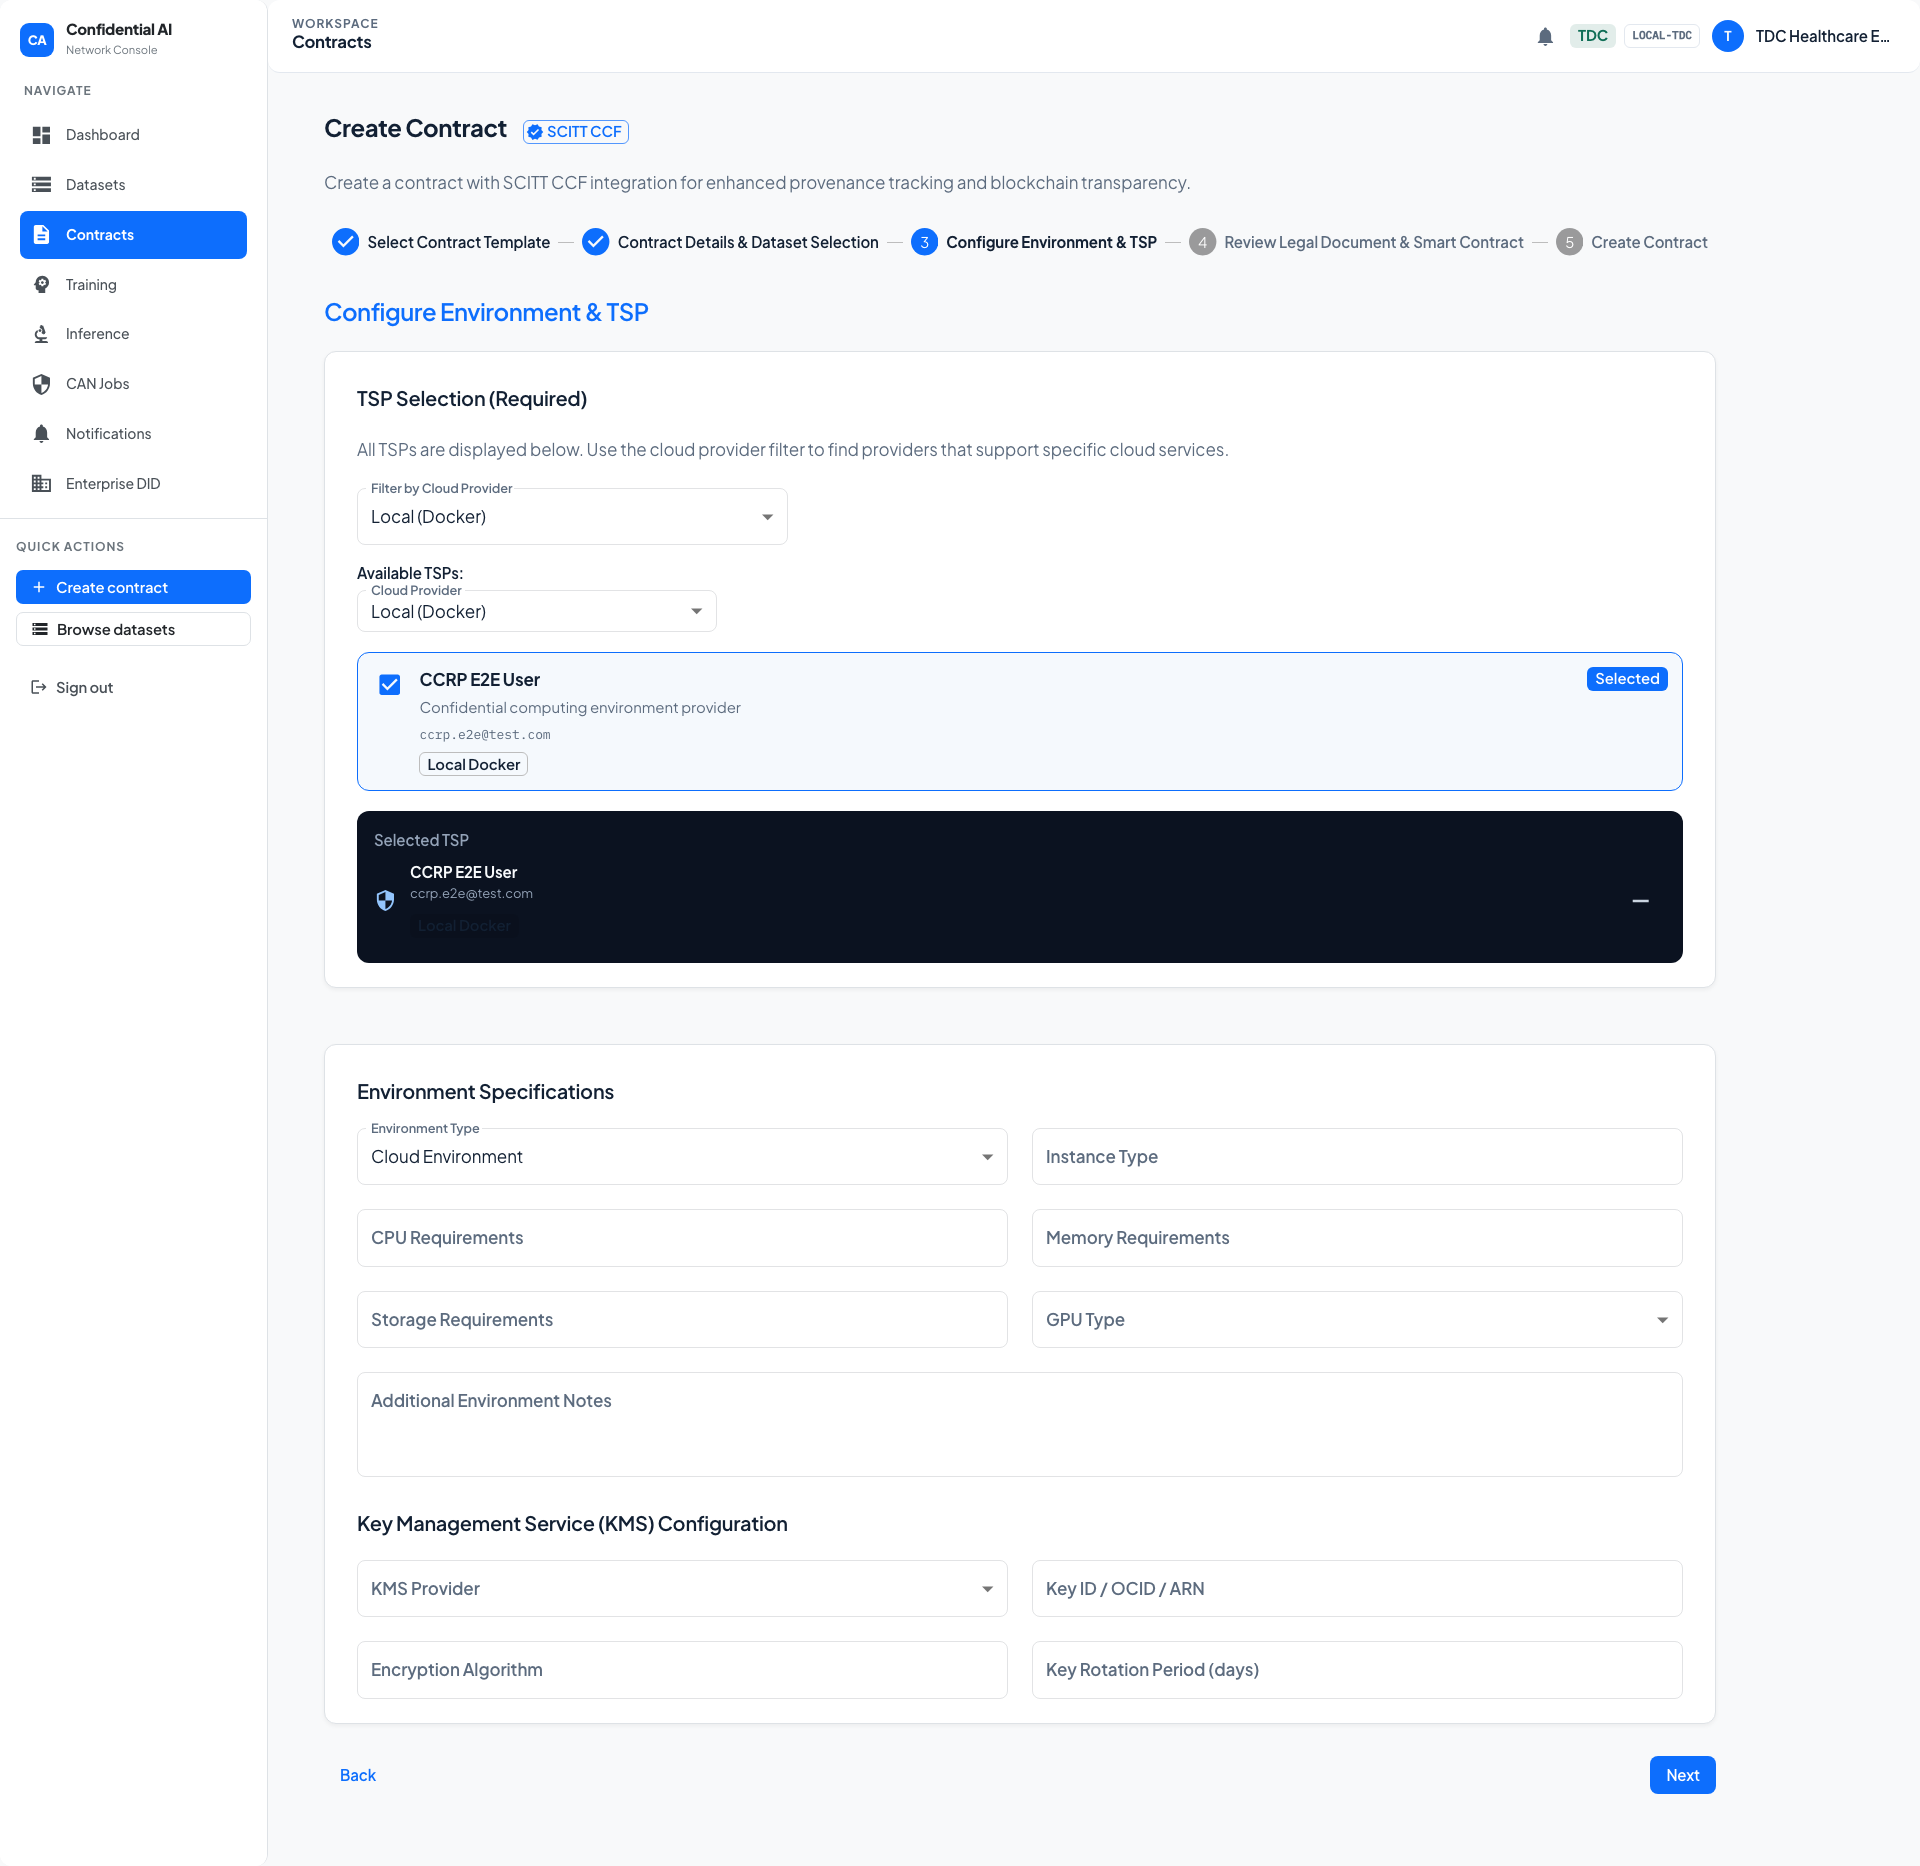 CA
Confidential AI
Network Console
NAVIGATE
Dashboard
Datasets
Contracts
Training
Inference
CAN Jobs
Notifications
Enterprise DID
QUICK ACTIONS
+ Create contract
Browse datasets
Sign out
WORKSPACE
Contracts
TDC
LOCAL-TDC
T
TDC Healthcare E...
Create Contract
SCITT CCF
Create a contract with SCITT CCF integration for enhanced provenance tracking and blockchain transparency.
Select Contract Template
Contract Details & Dataset Selection
3 Configure Environment & TSP
4 Review Legal Document & Smart Contract
5 Create Contract
Configure Environment & TSP
TSP Selection (Required)
All TSPs are displayed below. Use the cloud provider filter to find providers that support specific cloud services.
Filter by Cloud Provider
Local (Docker)
Available TSPs:
Cloud Provider
Local (Docker)
CCRP E2E User
Selected
Confidential computing environment provider
ccrp.e2e@test.com
Local Docker
Selected TSP
CCRP E2E User
ccrp.e2e@test.com
Local Docker
Environment Specifications
Environment Type
Cloud Environment
Instance Type
CPU Requirements
Memory Requirements
Storage Requirements
GPU Type
Additional Environment Notes
Key Management Service (KMS) Configuration
KMS Provider
Key ID / OCID / ARN
Encryption Algorithm
Key Rotation Period (days)
Back
Next